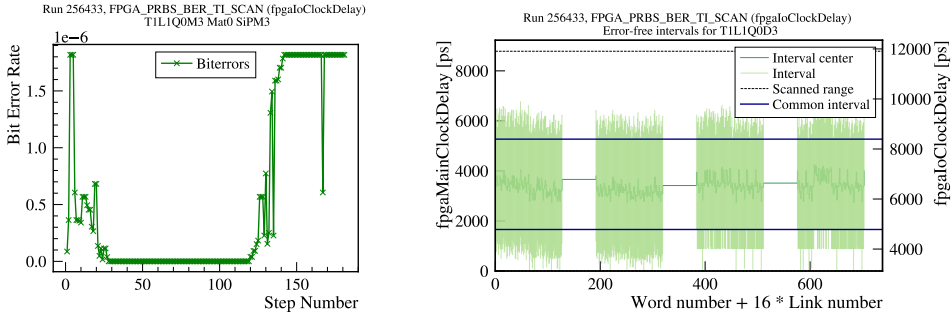 Run 256433, FPGA_PRBS_BER_TI_SCAN (fpgaIoClockDelay)
T1L1Q0M3 Mat0 SiPM3
1e−6
Biterrors
Bit Error Rate
1.5
1.0
0.5
0.0
0
50
100
150
200
Step Number
Run 256433, FPGA_PRBS_BER_TI_SCAN (fpgaIoClockDelay)
Error-free intervals for T1L1Q0D3
Interval center
Interval
Scanned range
Common interval
fpgaMainClockDelay [ps]
8000
6000
4000
2000
0
fpgaIoClockDelay [ps]
12000
10000
8000
6000
4000
0
200
400
600
Word number + 16 * Link number